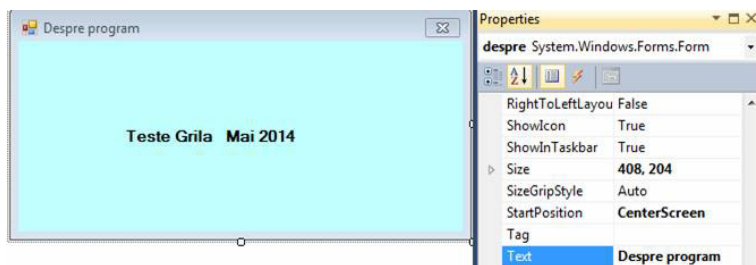 Despre program
Teste Grila Mai 2014
Properties
despre System.Windows.Forms.Form
RightToLeftLayou False
ShowIcon True
ShowInTaskbar True
Size 408, 204
SizeGripStyle Auto
StartPosition CenterScreen
Tag
Text Despre program